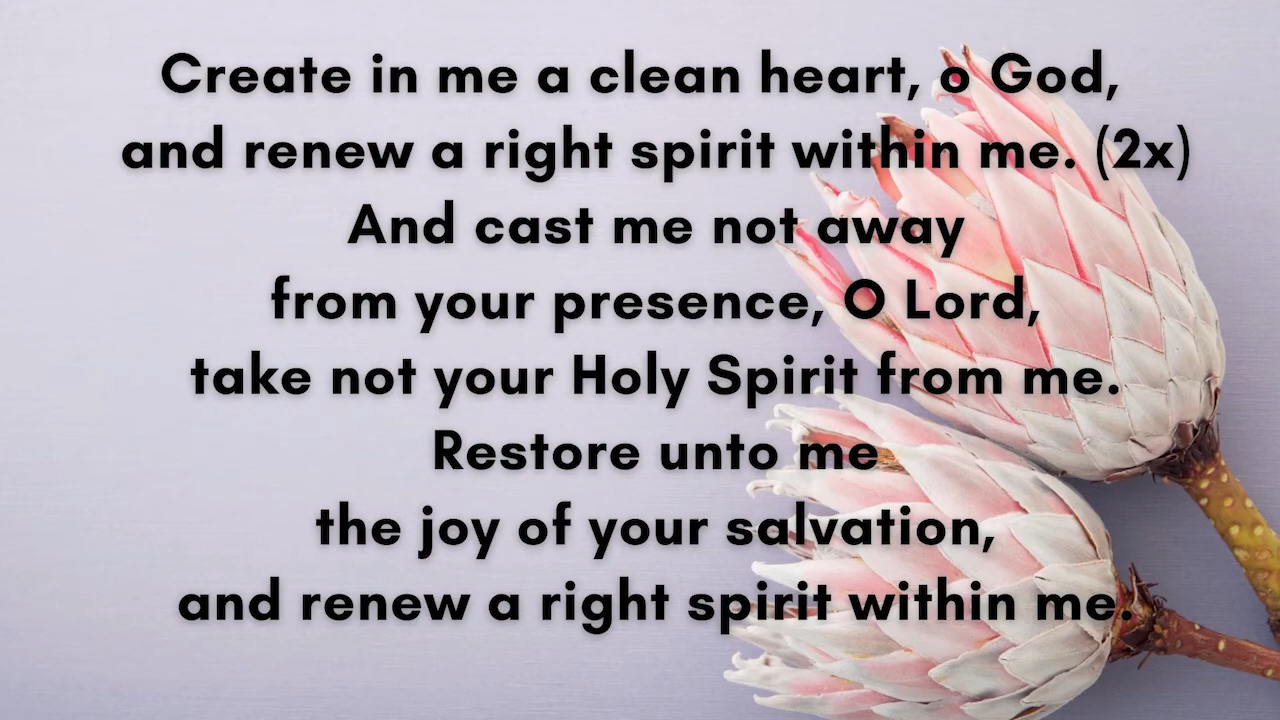 Create in me a clean heart, o God,
and renew a right spirit within me. (2x)
And cast me not away
from your presence, O Lord,
take not your Holy Spirit from me.
Restore unto me
the joy of your salvation,
and renew a right spirit within me.